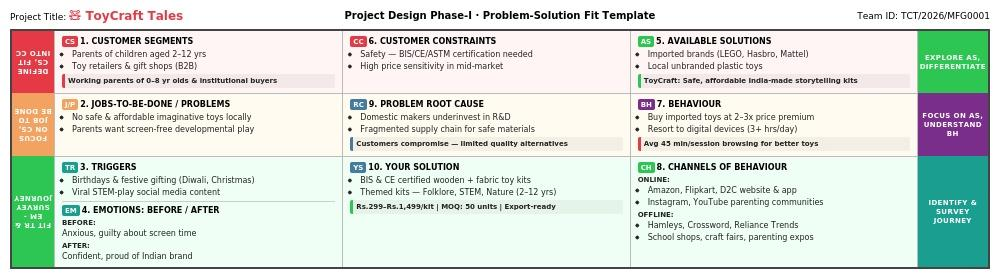 Project Title: 🧸 ToyCraft Tales
Project Design Phase-I · Problem-Solution Fit Template
Team ID: TCT/2026/MFG0001
DEFINE
CS, FIT
INTO CC
CS 1. CUSTOMER SEGMENTS
◆ Parents of children aged 2–12 yrs
◆ Toy retailers & gift shops (B2B)
Working parents of 0–8 yr olds & institutional buyers
CC 6. CUSTOMER CONSTRAINTS
◆ Safety — BIS/CE/ASTM certification needed
◆ High price sensitivity in mid-market
AS 5. AVAILABLE SOLUTIONS
◆ Imported brands (LEGO, Hasbro, Mattel)
◆ Local unbranded plastic toys
ToyCraft: Safe, affordable India-made storytelling kits
EXPLORE AS,
DIFFERENTIATE
FOCUS
ON CS,
JOB TO
BE DONE
J/P 2. JOBS-TO-BE-DONE / PROBLEMS
◆ No safe & affordable imaginative toys locally
◆ Parents want screen-free developmental play
RC 9. PROBLEM ROOT CAUSE
◆ Domestic makers underinvest in R&D
◆ Fragmented supply chain for safe materials
Customers compromise — limited quality alternatives
BH 7. BEHAVIOUR
◆ Buy imported toys at 2–3x price premium
◆ Resort to digital devices (3+ hrs/day)
Avg 45 min/session browsing for better toys
FOCUS ON AS,
UNDERSTAND
BH
FIT TR &
EM -
SURVEY
JOURNEY
TR 3. TRIGGERS
◆ Birthdays & festive gifting (Diwali, Christmas)
◆ Viral STEM-play social media content
EM 4. EMOTIONS: BEFORE / AFTER
BEFORE:
Anxious, guilty about screen time
AFTER:
Confident, proud of Indian brand
YS 10. YOUR SOLUTION
◆ BIS & CE certified wooden + fabric toy kits
◆ Themed kits — Folklore, STEM, Nature (2–12 yrs)
Rs.299–Rs.1,499/kit | MOQ: 50 units | Export-ready
CH 8. CHANNELS OF BEHAVIOUR
ONLINE:
◆ Amazon, Flipkart, D2C website & app
◆ Instagram, YouTube parenting communities
OFFLINE:
◆ Hamleys, Crossword, Reliance Trends
◆ School shops, craft fairs, parenting expos
IDENTIFY &
SURVEY
JOURNEY